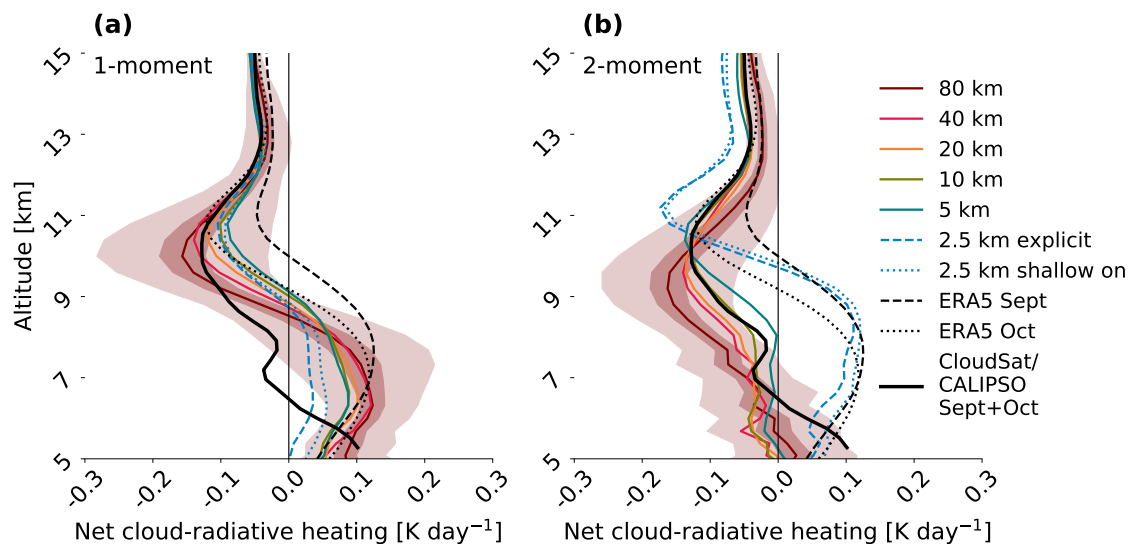 (a)
(b)
1-moment
2-moment
15
13
11
9
7
5
Altitude [km]
-0.3
-0.2
-0.1
0.0
0.1
0.2
0.3
Net cloud-radiative heating [K day⁻¹]
15
13
11
9
7
5
-0.3
-0.2
-0.1
0.0
0.1
0.2
0.3
Net cloud-radiative heating [K day⁻¹]
80 km
40 km
20 km
10 km
5 km
2.5 km explicit
2.5 km shallow on
ERA5 Sept
ERA5 Oct
CloudSat/
CALIPSO
Sept+Oct